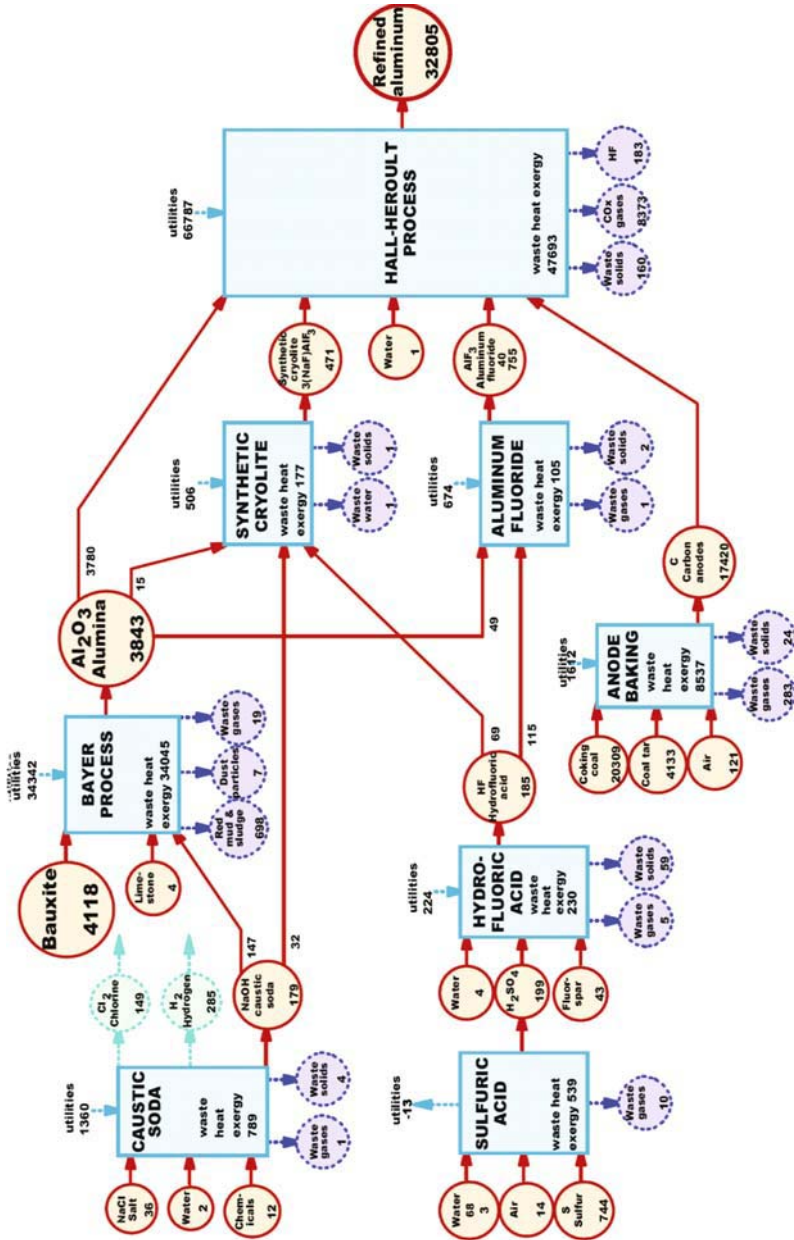 NaCl
Salt
36
Water
2
Chem-
icals
12
utilities
1360
CAUSTIC
SODA
waste
heat
exergy
789
Waste
gases
1
Waste
solids
4
Cl2
Chlorine
149
H2
Hydrogen
285
NaOH
caustic
soda
179
147
32
Bauxite
4118
Lime-
stone
4
utilities
34342
BAYER
PROCESS
waste heat
exergy 34045
Red
mud &
sludge
698
Dust
particles
7
Waste
gases
19
Al2O3
Alumina
3843
3780
15
49
utilities
506
SYNTHETIC
CRYOLITE
waste heat
exergy 177
Waste
water
1
Waste
solids
1
Synthetic
cryolite
3(NaF)AlF3
471
Water
1
Water
68
3
Air
14
S
Sulfur
744
utilities
-13
SULFURIC
ACID
waste heat
exergy 539
Waste
gases
10
Water
4
H2SO4
199
Fluor-
spar
43
utilities
224
HYDRO-
FLUORIC
ACID
waste
heat
exergy
230
Waste
gases
5
Waste
solids
59
HF
Hydrofluoric
acid
185
69
115
utilities
674
ALUMINUM
FLUORIDE
waste heat
exergy 105
Waste
gases
1
Waste
solids
2
AlF3
Aluminum
fluoride
40
755
Coking
coal
20309
Coal tar
4133
Air
121
utilities
1612
ANODE
BAKING
waste
heat
exergy
8537
Waste
gases
283
Waste
solids
24
C
Carbon
anodes
17420
utilities
66787
HALL-HEROULT
PROCESS
waste heat exergy
47693
Waste
solids
160
COx
gases
8373
HF
183
Refined
aluminum
32805